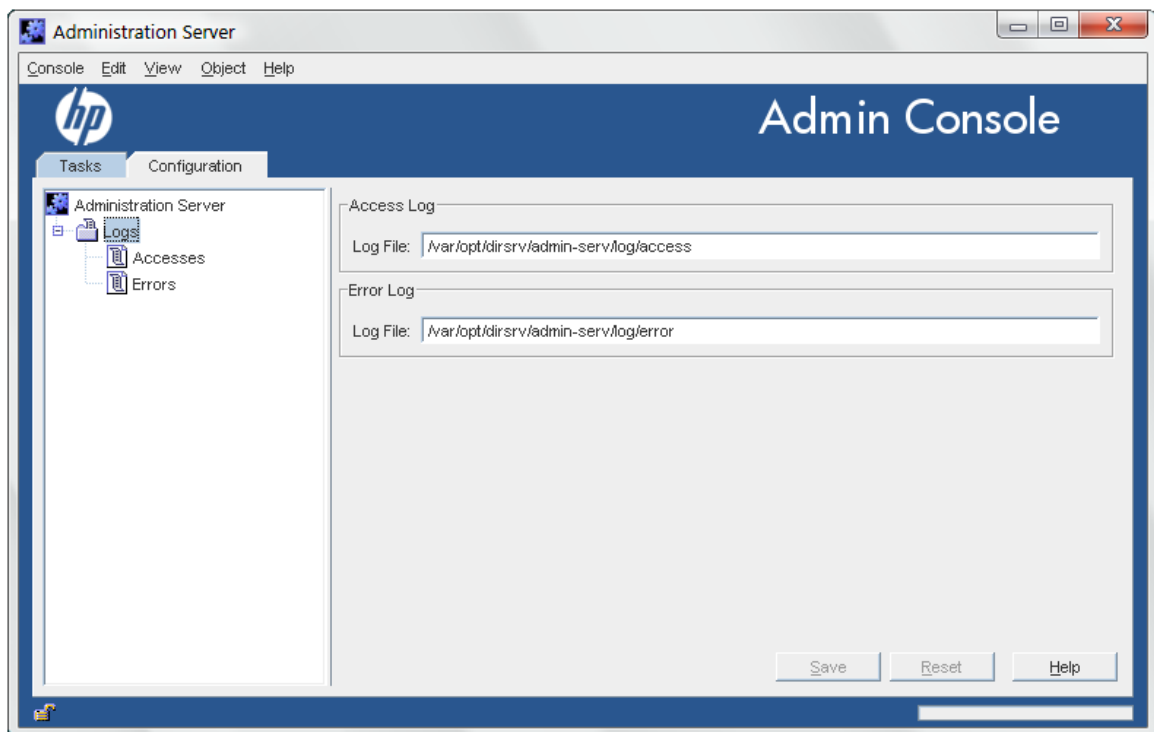 Administration Server
Console Edit View Object Help
hp
Admin Console
Tasks Configuration
Administration Server
Logs
Accesses
Errors
Access Log
Log File: /var/opt/dirsrv/admin-serv/log/access
Error Log
Log File: /var/opt/dirsrv/admin-serv/log/error
Save Reset Help